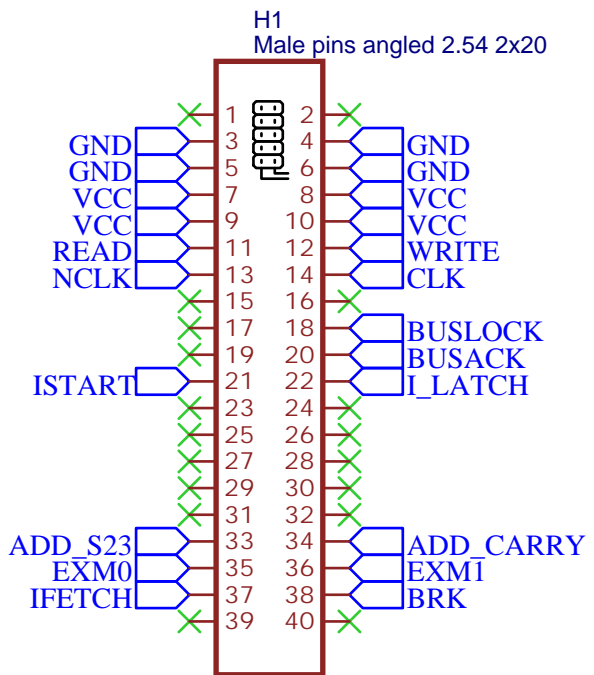 H1
Male pins angled 2.54 2x20
1 2
GND 3 4 GND
GND 5 6 GND
VCC 7 8 VCC
VCC 9 10 VCC
READ 11 12 WRITE
NCLK 13 14 CLK
15 16
17 18 BUSLOCK
19 20 BUSACK
ISTART 21 22 I_LATCH
23 24
25 26
27 28
29 30
31 32
ADD_S23 33 34 ADD_CARRY
EXM0 35 36 EXM1
IFETCH 37 38 BRK
39 40